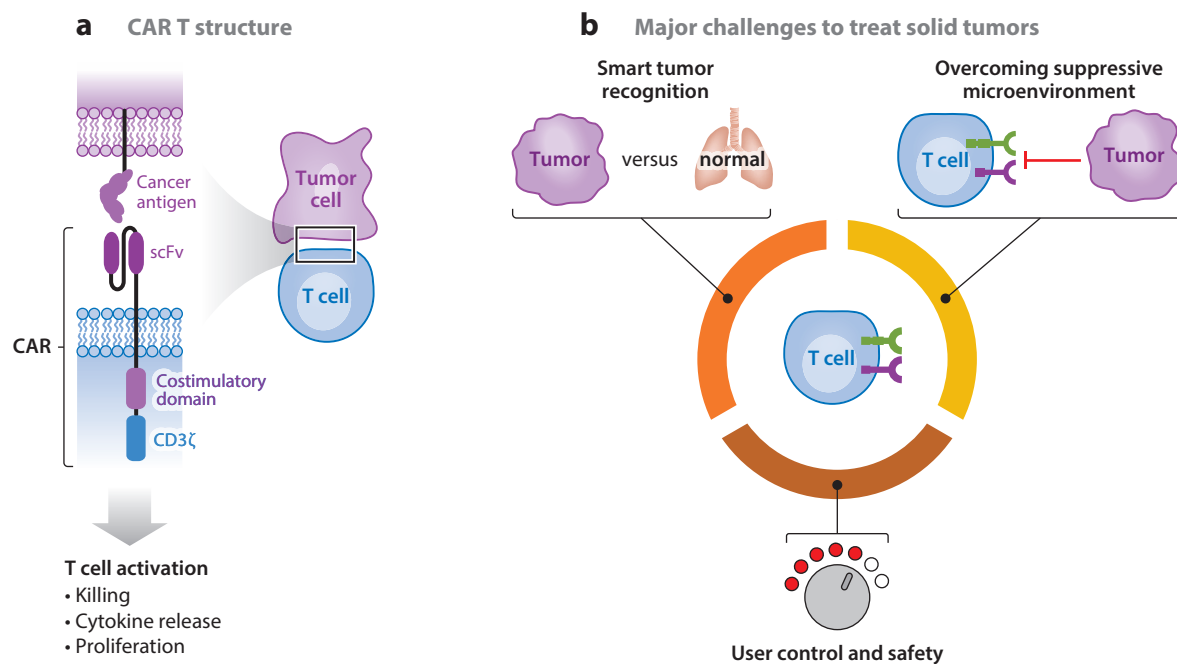 a CAR T structure
Cancer
antigen
scFv
CAR
Costimulatory
domain
CD3ζ
Tumor
cell
T cell
T cell activation
• Killing
• Cytokine release
• Proliferation
b Major challenges to treat solid tumors
Smart tumor
recognition
Tumor versus normal
Overcoming suppressive
microenvironment
T cell
Tumor
T cell
User control and safety